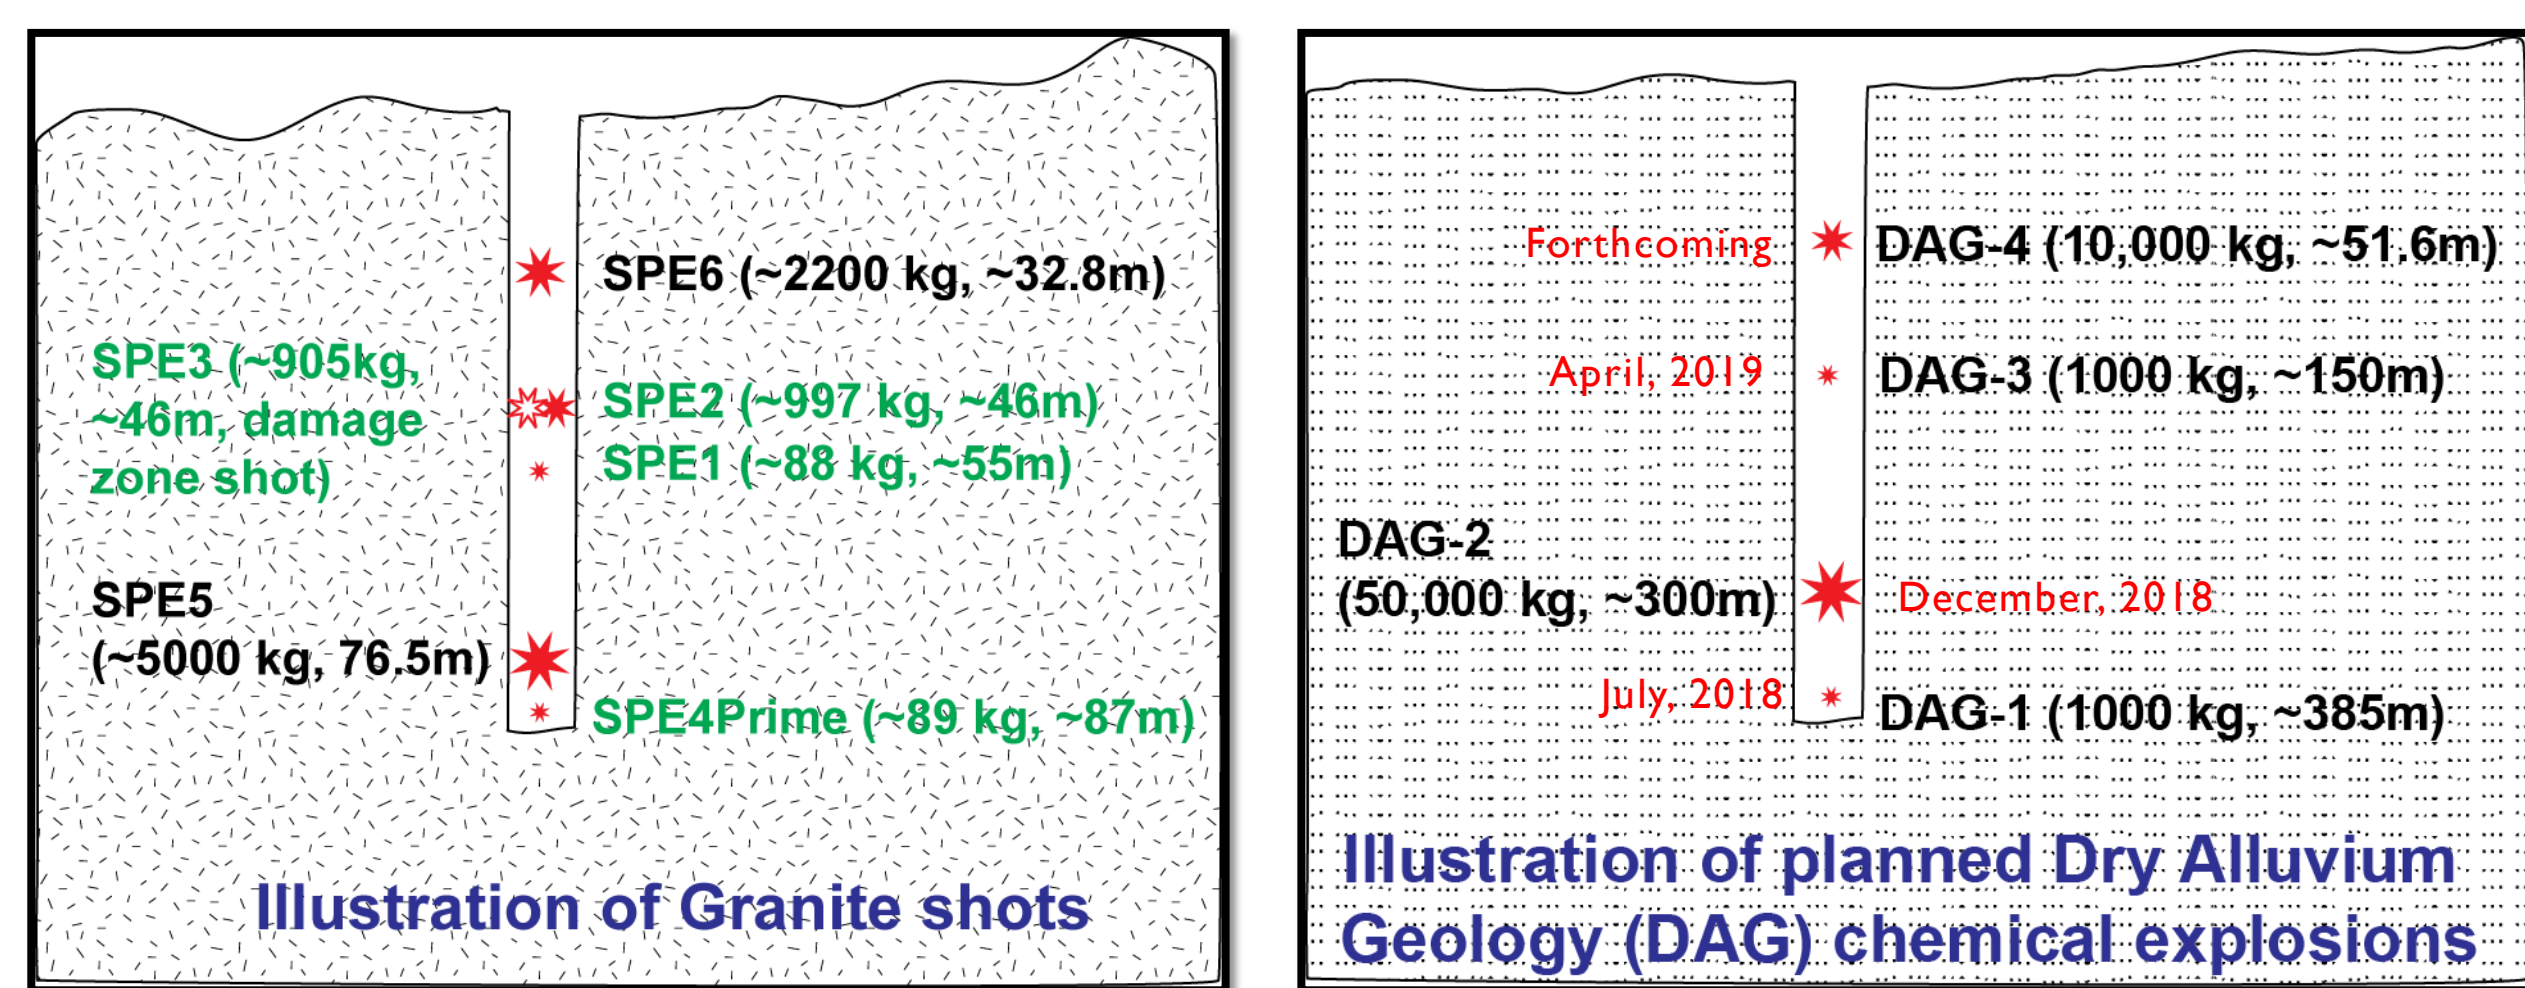 SPE6 (~2200 kg, ~32.8m)
SPE3 (~905kg,
~46m, damage
zone shot)
SPE2 (~997 kg, ~46m)
SPE1 (~88 kg, ~55m)
SPE5
(~5000 kg, 76.5m)
SPE4Prime (~89 kg, ~87m)
Illustration of Granite shots
Forthcoming
DAG-4 (10,000 kg, ~51.6m)
April, 2019
DAG-3 (1000 kg, ~150m)
DAG-2
(50,000 kg, ~300m)
December, 2018
July, 2018
DAG-1 (1000 kg, ~385m)
Illustration of planned Dry Alluvium
Geology (DAG) chemical explosions